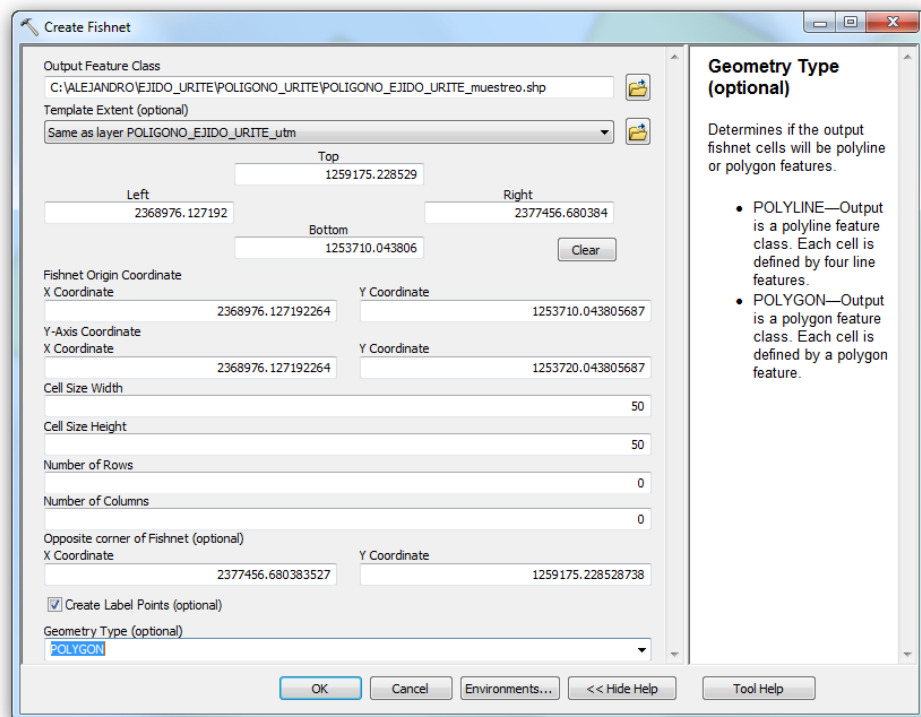 Create Fishnet
Output Feature Class
C:\ALEJANDRO\EJIDO_URITE\POLIGONO_URITE\POLIGONO_EJIDO_URITE_muestreo.shp
Template Extent (optional)
Same as layer POLIGONO_EJIDO_URITE_utm
Top
1259175.228529
Left
Right
2368976.127192
2377456.680384
Bottom
1253710.043806
Clear
Fishnet Origin Coordinate
X Coordinate
Y Coordinate
2368976.127192264
1253710.043805687
Y-Axis Coordinate
X Coordinate
Y Coordinate
2368976.127192264
1253720.043805687
Cell Size Width
50
Cell Size Height
50
Number of Rows
0
Number of Columns
0
Opposite corner of Fishnet (optional)
X Coordinate
Y Coordinate
2377456.680383527
1259175.228528738
Create Label Points (optional)
Geometry Type (optional)
POLYGON
OK
Cancel
Environments...
<< Hide Help
Tool Help
Geometry Type
(optional)
Determines if the output
fishnet cells will be polyline
or polygon features.
• POLYLINE—Output
is a polyline feature
class. Each cell is
defined by four line
features.
• POLYGON—Output
is a polygon feature
class. Each cell is
defined by a polygon
feature.